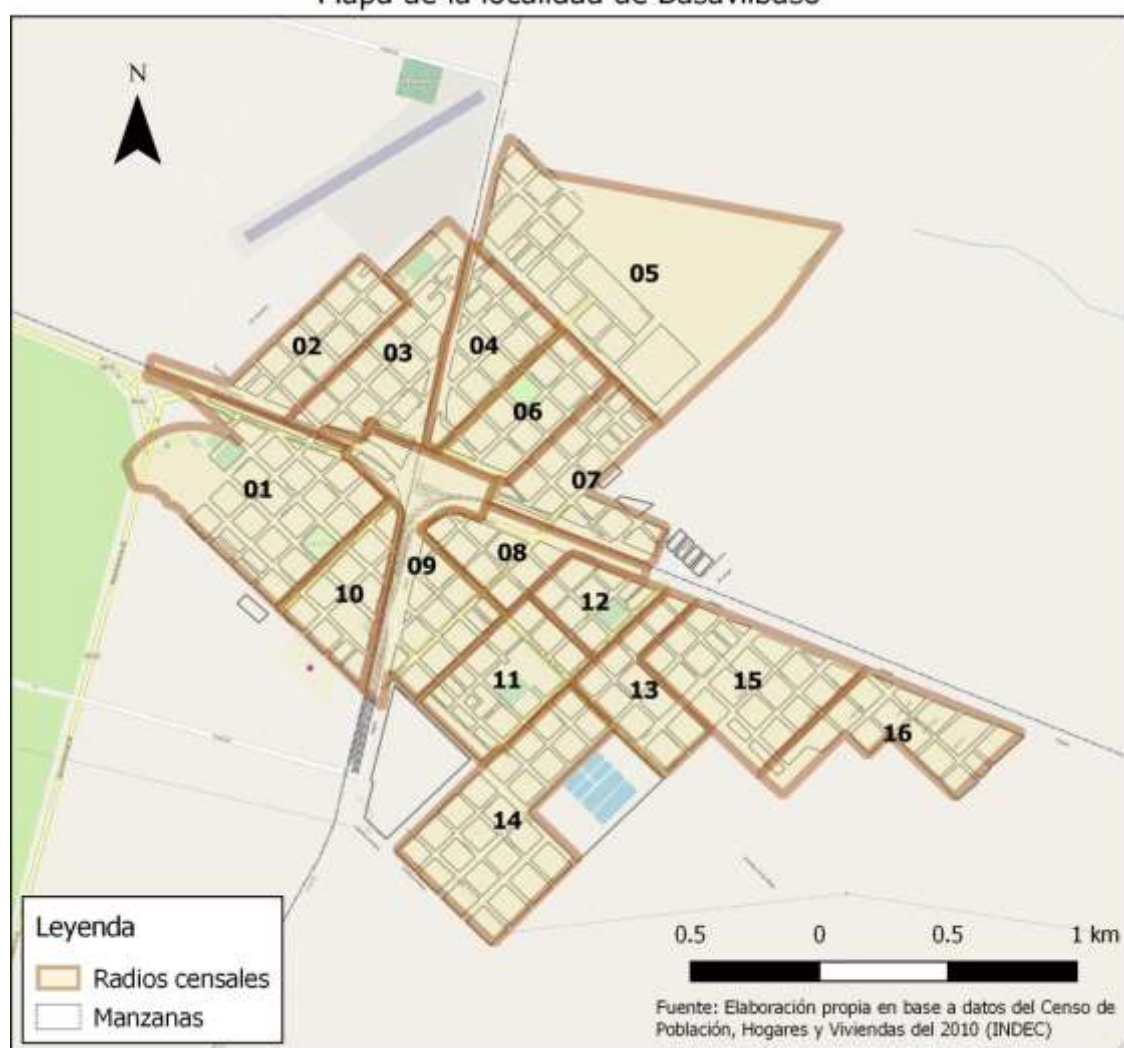 Mapa de la localidad de Basavilbaso
N
05
02
03
04
06
07
01
08
09
12
10
11
13
15
16
14
Leyenda
Radios censales
Manzanas
0.5 0 0.5 1 km
Fuente: Elaboración propia en base a datos del Censo de
Población, Hogares y Viviendas del 2010 (INDEC)